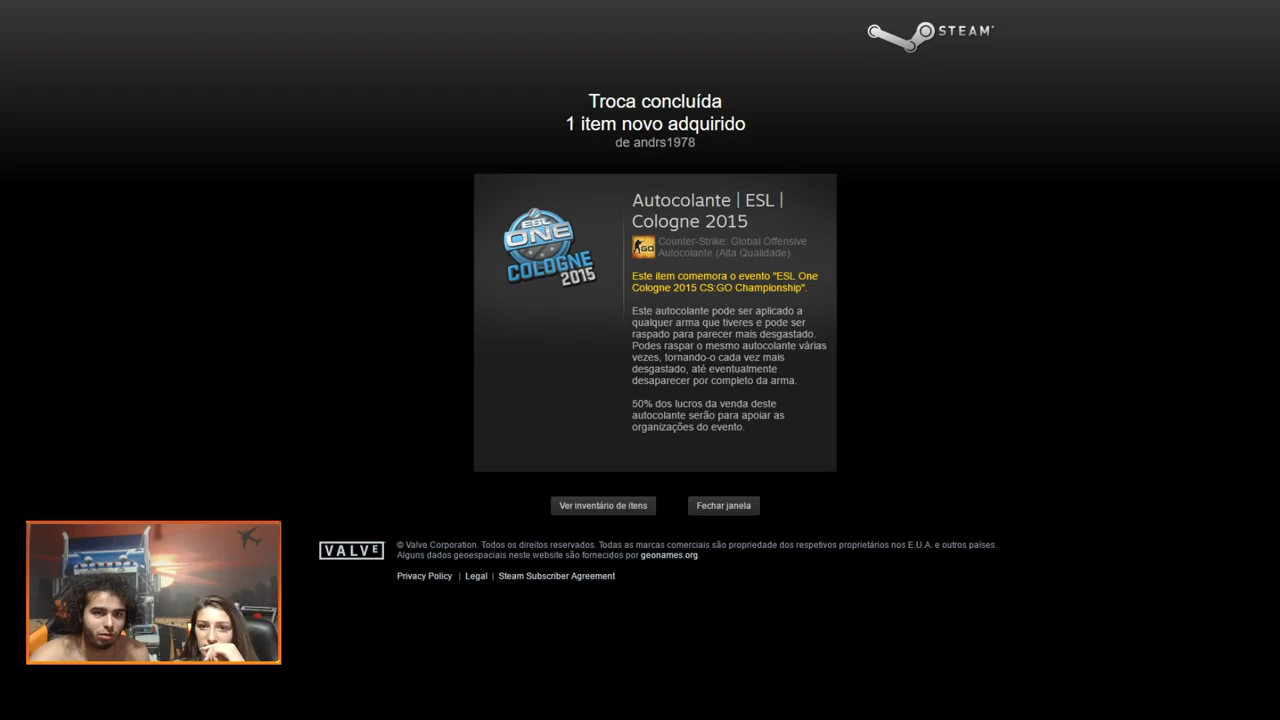 STEAM
Troca concluída
1 item novo adquirido
de andrs1978
ESL
ONE
COLOGNE
2015
Autocolante | ESL |
Cologne 2015
GO
Counter-Strike: Global Offensive
Autocolante (Alta Qualidade)
Este item comemora o evento "ESL One
Cologne 2015 CS:GO Championship".
Este autocolante pode ser aplicado a
qualquer arma que tiveres e pode ser
raspado para parecer mais desgastado.
Podes raspar o mesmo autocolante várias
vezes, tornando-o cada vez mais
desgastado, até eventualmente
desaparecer por completo da arma.
50% dos lucros da venda deste
autocolante serão para apoiar as
organizações do evento.
Ver inventário de itens
Fechar janela
VALVE
© Valve Corporation. Todos os direitos reservados. Todas as marcas comerciais são propriedade dos respetivos proprietários nos E.U.A. e outros países.
Alguns dados geoespaciais neste website são fornecidos por geonames.org.
Privacy Policy | Legal | Steam Subscriber Agreement